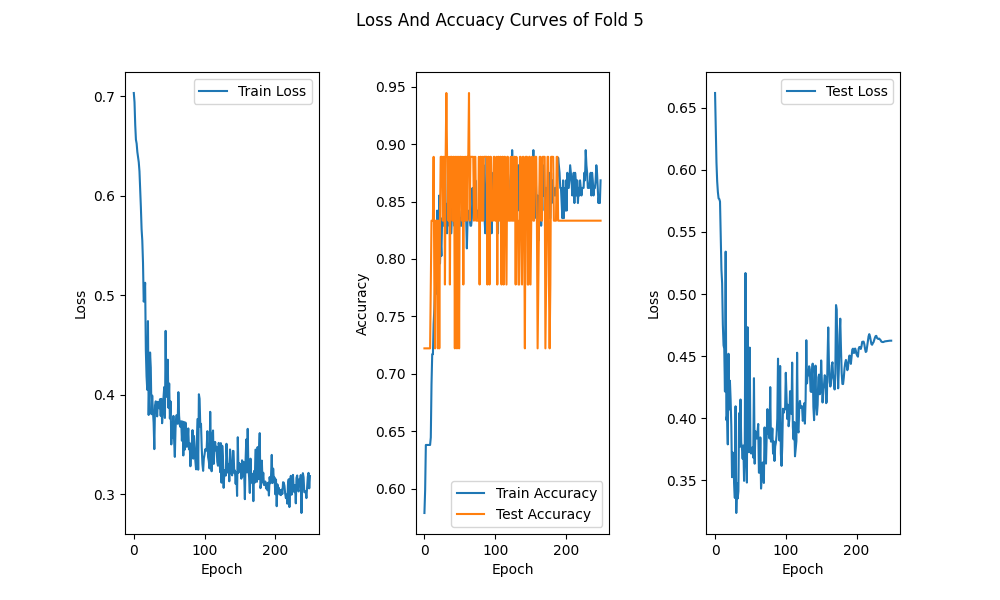 Loss And Accuacy Curves of Fold 5
0.7
0.6
0.5
0.4
0.3
0
100
200
Epoch
Loss
Train Loss
0.95
0.90
0.85
0.80
0.75
0.70
0.65
0.60
0
100
200
Epoch
Accuracy
Train Accuracy
Test Accuracy
0.65
0.60
0.55
0.50
0.45
0.40
0.35
0
100
200
Epoch
Loss
Test Loss